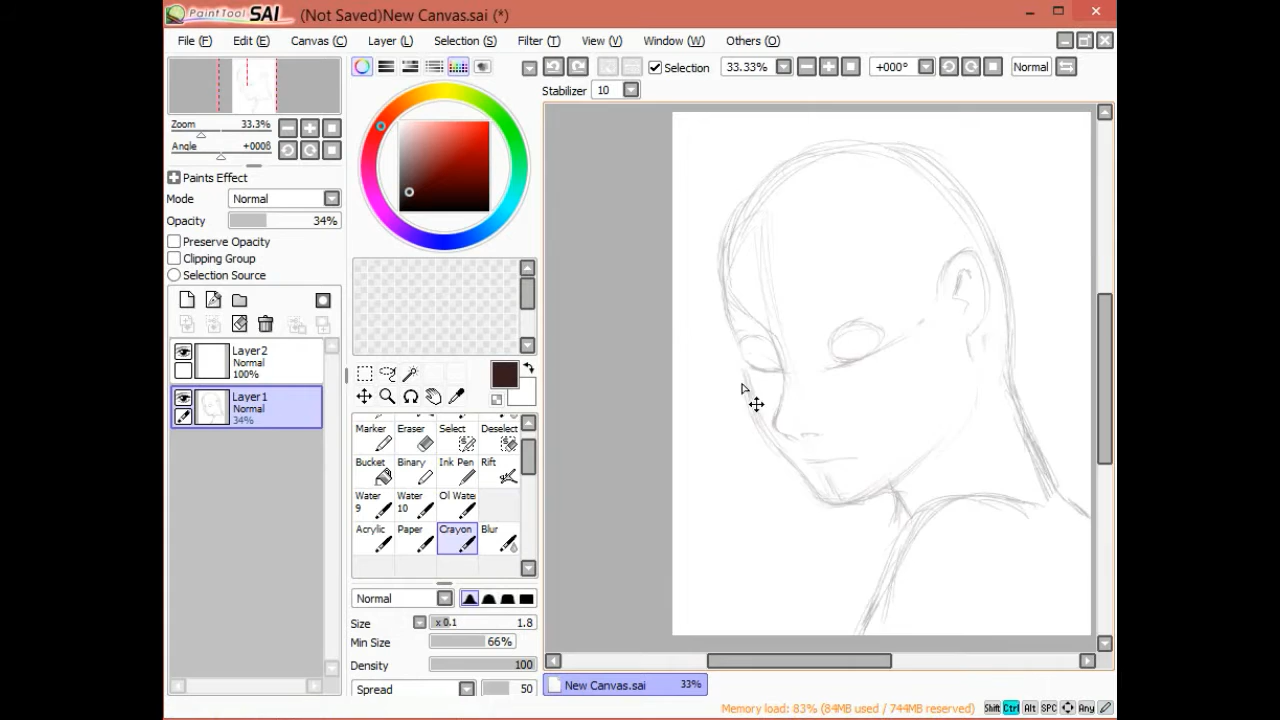 PaintTool SAI (Not Saved)New Canvas.sai (*)
File (F) Edit (E) Canvas (C) Layer (L) Selection (S) Filter (T) View (V) Window (W) Others (O)
Selection 33.33% +000° Normal
Stabilizer 10
Zoom 33.3%
Angle +000ß
Paints Effect
Mode Normal
Opacity 34%
Preserve Opacity
Clipping Group
Selection Source
Layer2
Normal
100%
Layer1
Normal
34%
Marker Eraser Select Deselect
Bucket Binary Ink Pen Rift
Water 9 Water 10 Ol Wate
Acrylic Paper Crayon Blur
Normal
Size x 0.1 1.8
Min Size 66%
Density 100
Spread 50
New Canvas.sai 33%
Memory load: 83% (84MB used / 744MB reserved) Shift Ctrl Alt SPC Any